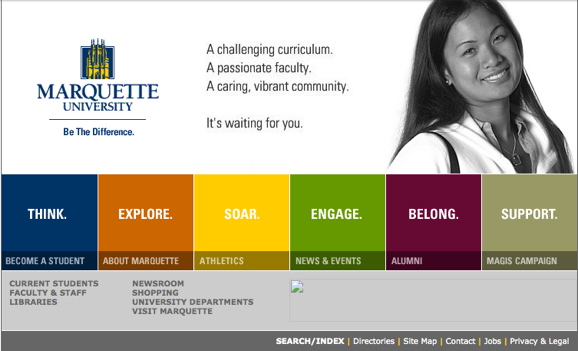 MARQUETTE
UNIVERSITY
Be The Difference.
A challenging curriculum.
A passionate faculty.
A caring, vibrant community.
It's waiting for you.
THINK.
EXPLORE.
SOAR.
ENGAGE.
BELONG.
SUPPORT.
BECOME A STUDENT
ABOUT MARQUETTE
ATHLETICS
NEWS & EVENTS
ALUMNI
MAGIS CAMPAIGN
CURRENT STUDENTS
FACULTY & STAFF
LIBRARIES
NEWSROOM
SHOPPING
UNIVERSITY DEPARTMENTS
VISIT MARQUETTE
SEARCH/INDEX | Directories | Site Map | Contact | Jobs | Privacy & Legal